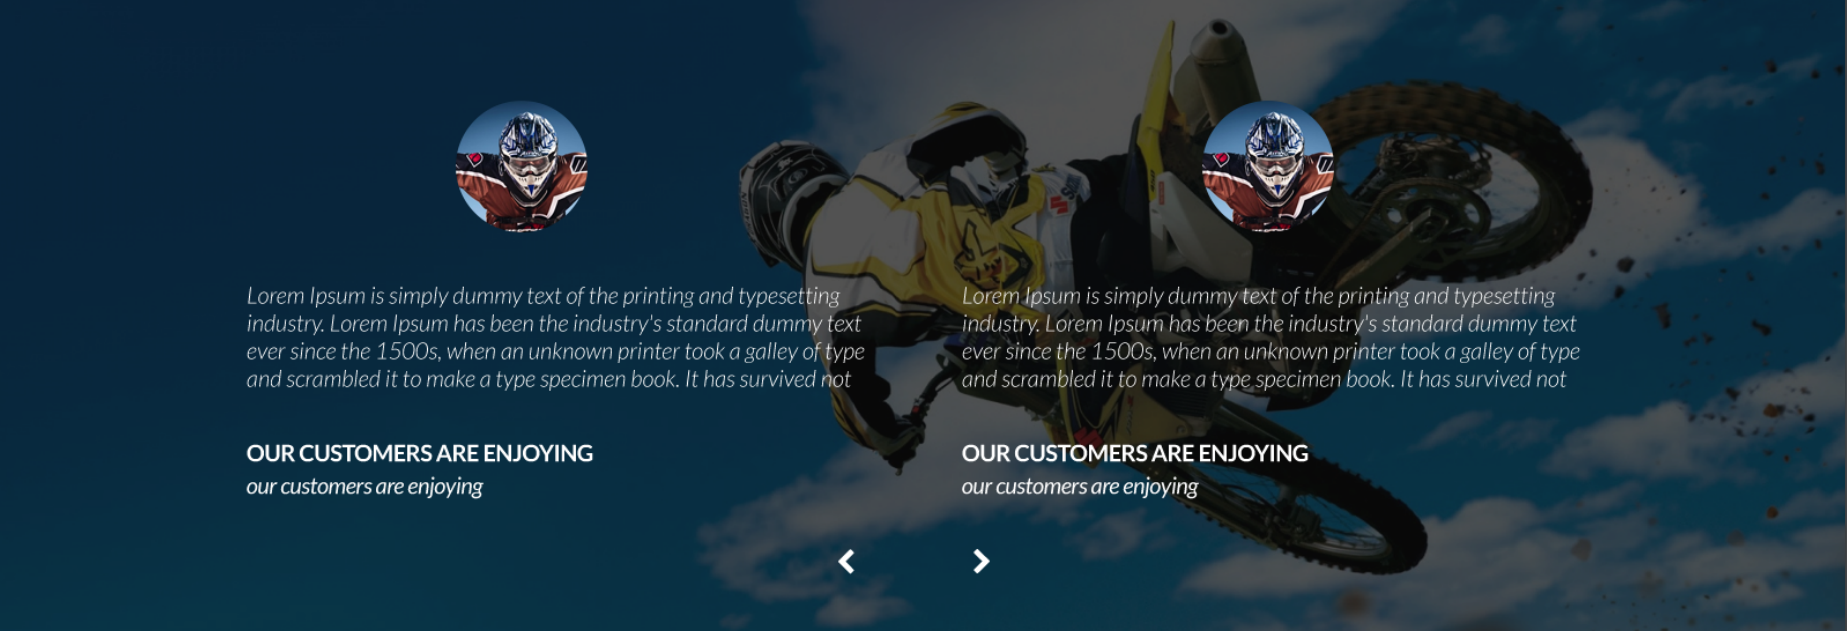 Lorem Ipsum is simply dummy text of the printing and typesetting
industry. Lorem Ipsum has been the industry's standard dummy text
ever since the 1500s, when an unknown printer took a galley of type
and scrambled it to make a type specimen book. It has survived not
OUR CUSTOMERS ARE ENJOYING
our customers are enjoying
Lorem Ipsum is simply dummy text of the printing and typesetting
industry. Lorem Ipsum has been the industry's standard dummy text
ever since the 1500s, when an unknown printer took a galley of type
and scrambled it to make a type specimen book. It has survived not
OUR CUSTOMERS ARE ENJOYING
our customers are enjoying